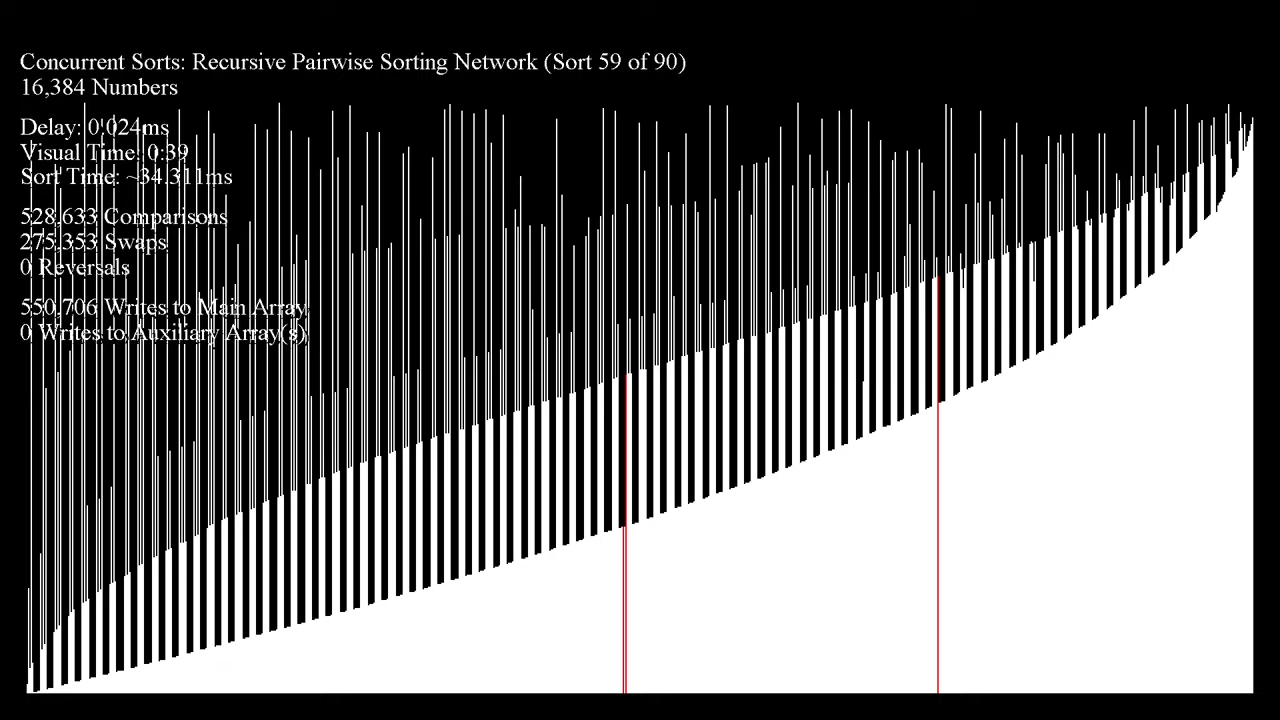 Concurrent Sorts: Recursive Pairwise Sorting Network (Sort 59 of 90)
16,384 Numbers
Delay: 0.024ms
Visual Time: 0:39
Sort Time: ~34.311ms
528,633 Comparisons
275,353 Swaps
0 Reversals
550,706 Writes to Main Array
0 Writes to Auxiliary Array(s)